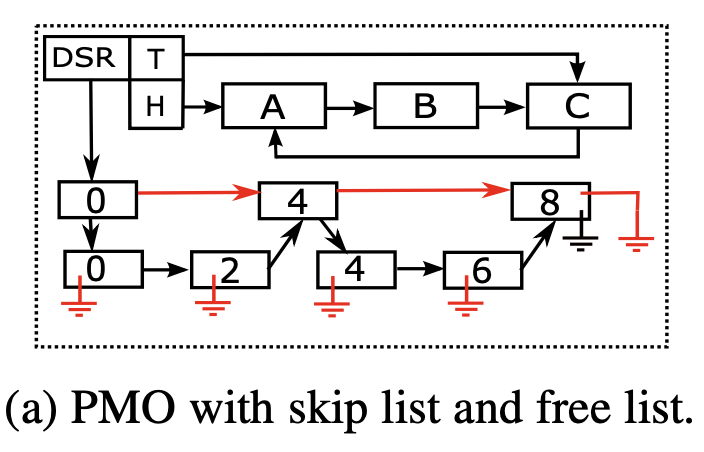 DSR T
H A B C
0 4 8
0 2 4 6
(a) PMO with skip list and free list.